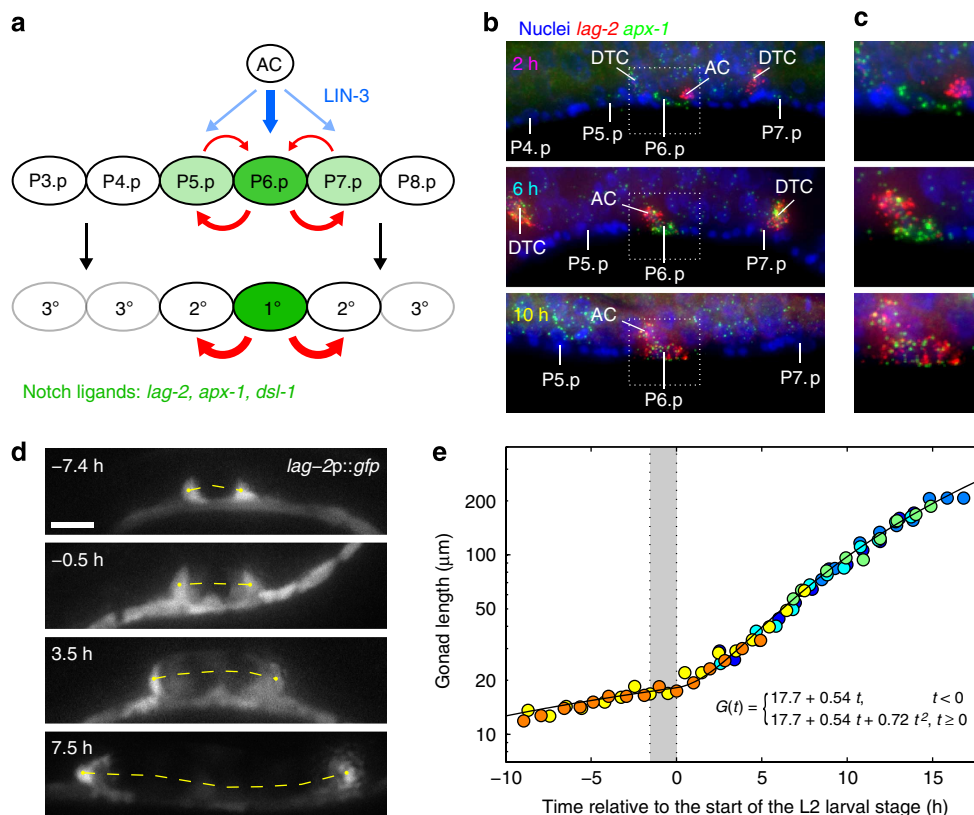 a
AC
LIN-3
P3.p P4.p P5.p P6.p P7.p P8.p
3° 3° 2° 1° 2° 3°
Notch ligands: lag-2, apx-1, dsl-1
b
Nuclei lag-2 apx-1
2 h
DTC
AC
DTC
P4.p
P5.p
P6.p
P7.p
6 h
AC
DTC
DTC
P5.p
P6.p
P7.p
10 h
AC
P5.p
P6.p
P7.p
c
d
−7.4 h
lag–2p::gfp
−0.5 h
3.5 h
7.5 h
e
Gonad length (μm)
200
100
50
20
10
−10 −5 0 5 10 15
Time relative to the start of the L2 larval stage (h)
G(t) = { 17.7 + 0.54 t, t < 0
17.7 + 0.54 t + 0.72 t², t ≥ 0